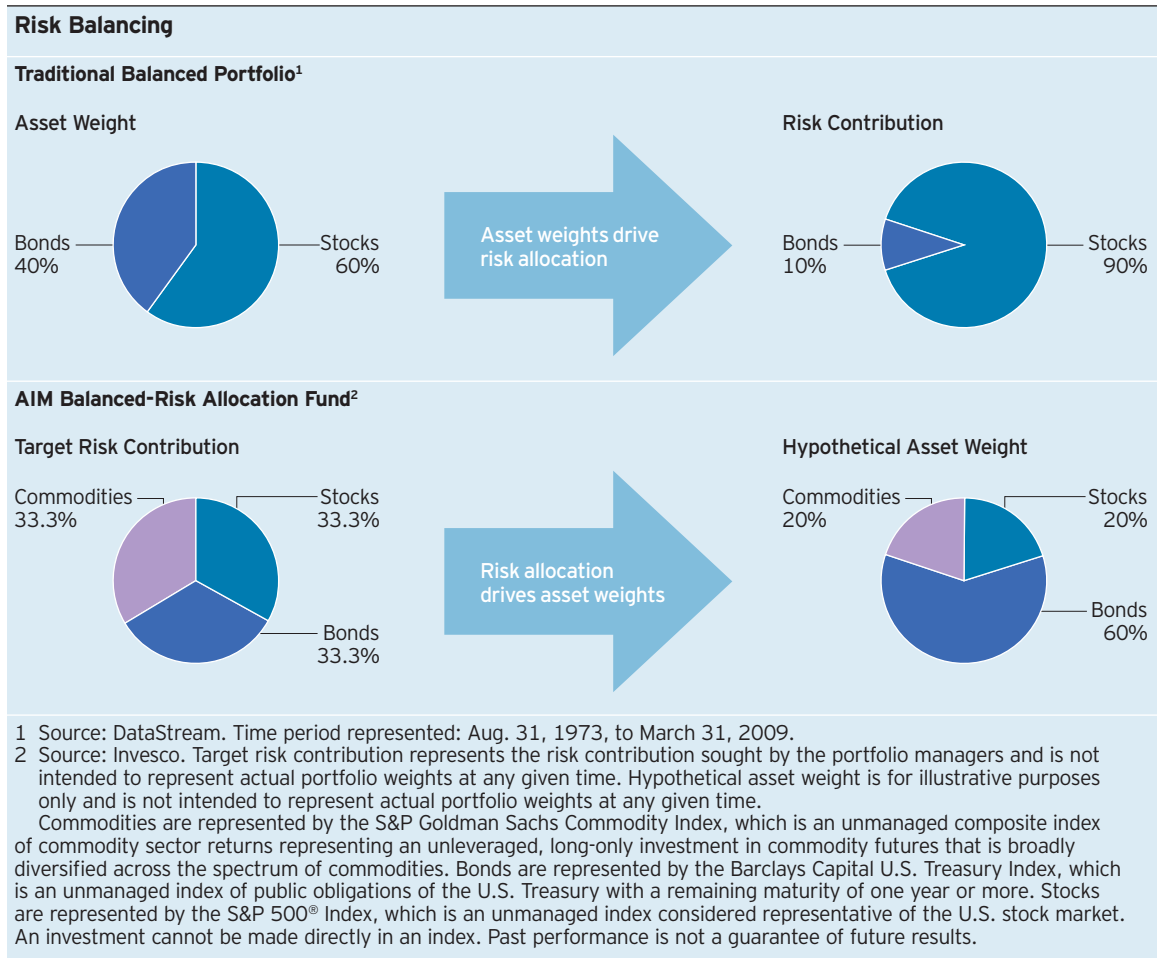 Risk Balancing
Traditional Balanced Portfolio¹
Asset Weight
Bonds
40%
Stocks
60%
Asset weights drive
risk allocation
Risk Contribution
Bonds
10%
Stocks
90%
AIM Balanced-Risk Allocation Fund²
Target Risk Contribution
Commodities
33.3%
Stocks
33.3%
Bonds
33.3%
Risk allocation
drives asset weights
Hypothetical Asset Weight
Commodities
20%
Stocks
20%
Bonds
60%
1 Source: DataStream. Time period represented: Aug. 31, 1973, to March 31, 2009.
2 Source: Invesco. Target risk contribution represents the risk contribution sought by the portfolio managers and is not
intended to represent actual portfolio weights at any given time. Hypothetical asset weight is for illustrative purposes
only and is not intended to represent actual portfolio weights at any given time.
Commodities are represented by the S&P Goldman Sachs Commodity Index, which is an unmanaged composite index
of commodity sector returns representing an unleveraged, long-only investment in commodity futures that is broadly
diversified across the spectrum of commodities. Bonds are represented by the Barclays Capital U.S. Treasury Index, which
is an unmanaged index of public obligations of the U.S. Treasury with a remaining maturity of one year or more. Stocks
are represented by the S&P 500® Index, which is an unmanaged index considered representative of the U.S. stock market.
An investment cannot be made directly in an index. Past performance is not a guarantee of future results.